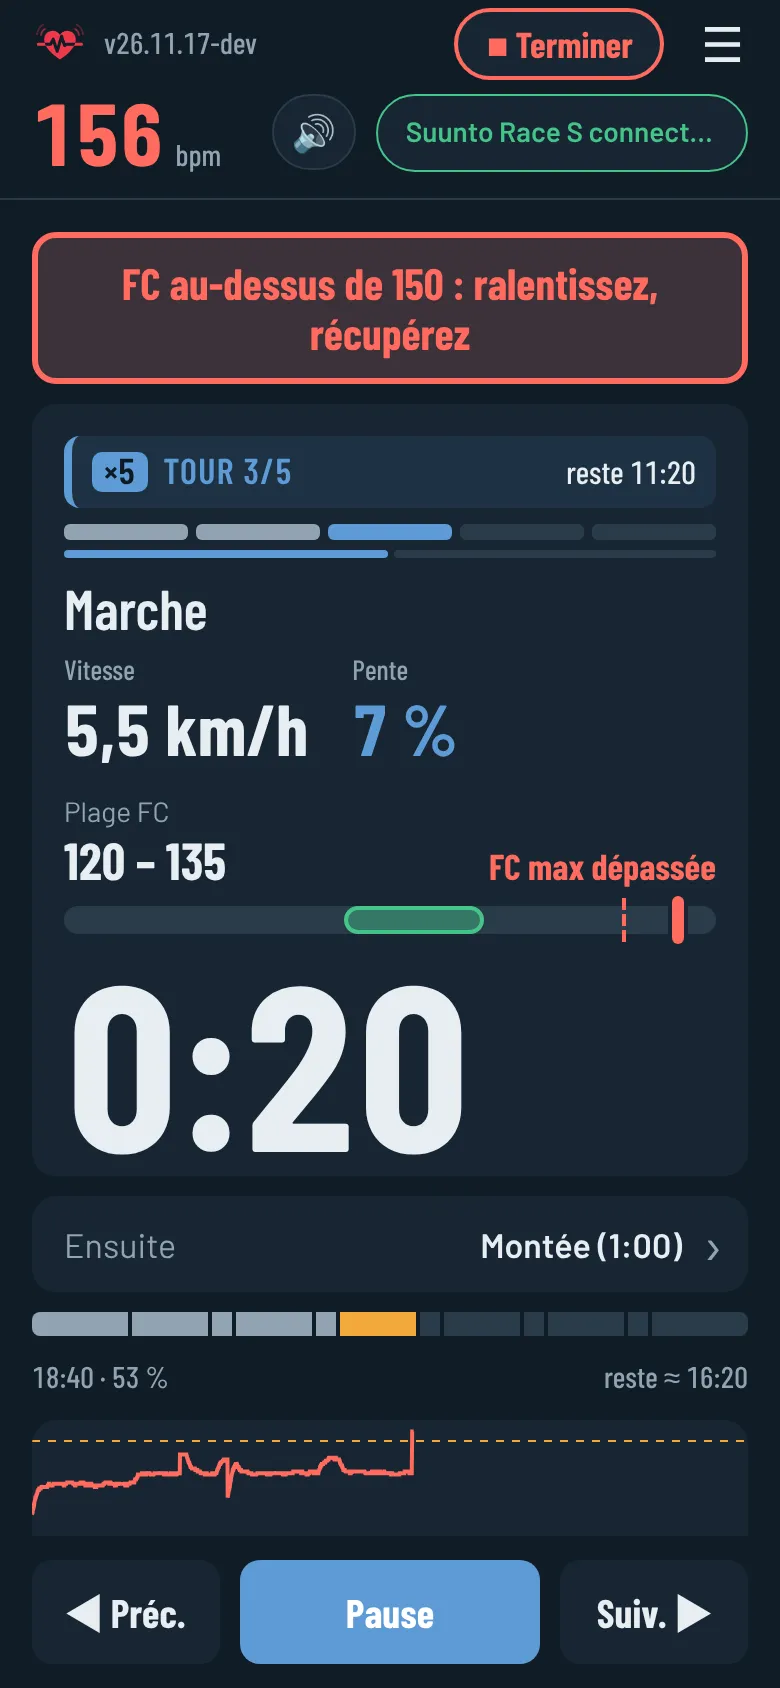 v26.11.17-dev
■ Terminer
156 bpm
Suunto Race S connect...
FC au-dessus de 150 : ralentissez,
récupérez
×5 TOUR 3/5
reste 11:20
Marche
Vitesse
Pente
5,5 km/h
7 %
Plage FC
120 – 135
FC max dépassée
0:20
Ensuite
Montée (1:00) ›
18:40 · 53 %
reste ≈ 16:20
◀ Préc.
Pause
Suiv. ▶